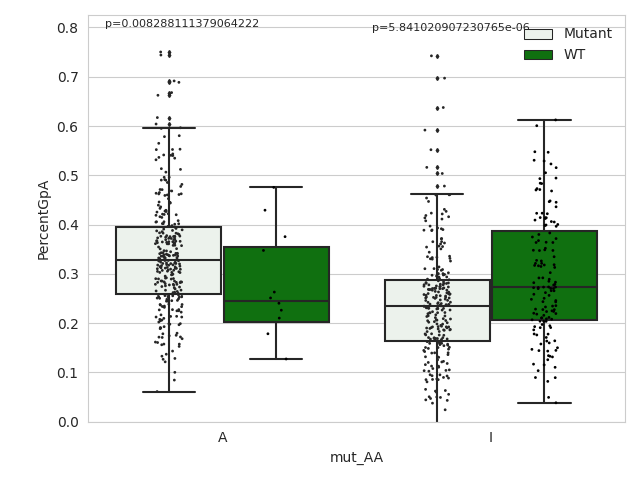 p=0.008288111379064222
p=5.841020907230765e-06
Mutant
WT
0.8
0.7
0.6
0.5
0.4
0.3
0.2
0.1
0.0
PercentGpA
A
I
mut_AA